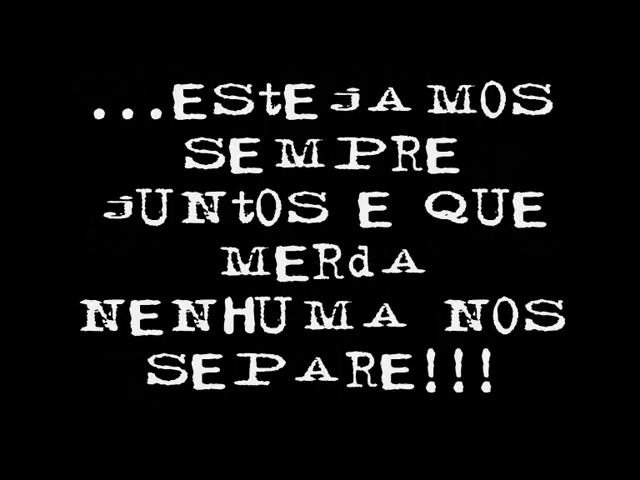 ...ESTEJAMOS
SEMPRE
JUNTOS E QUE
MERDA
NENHUMA NOS
SEPARE!!!